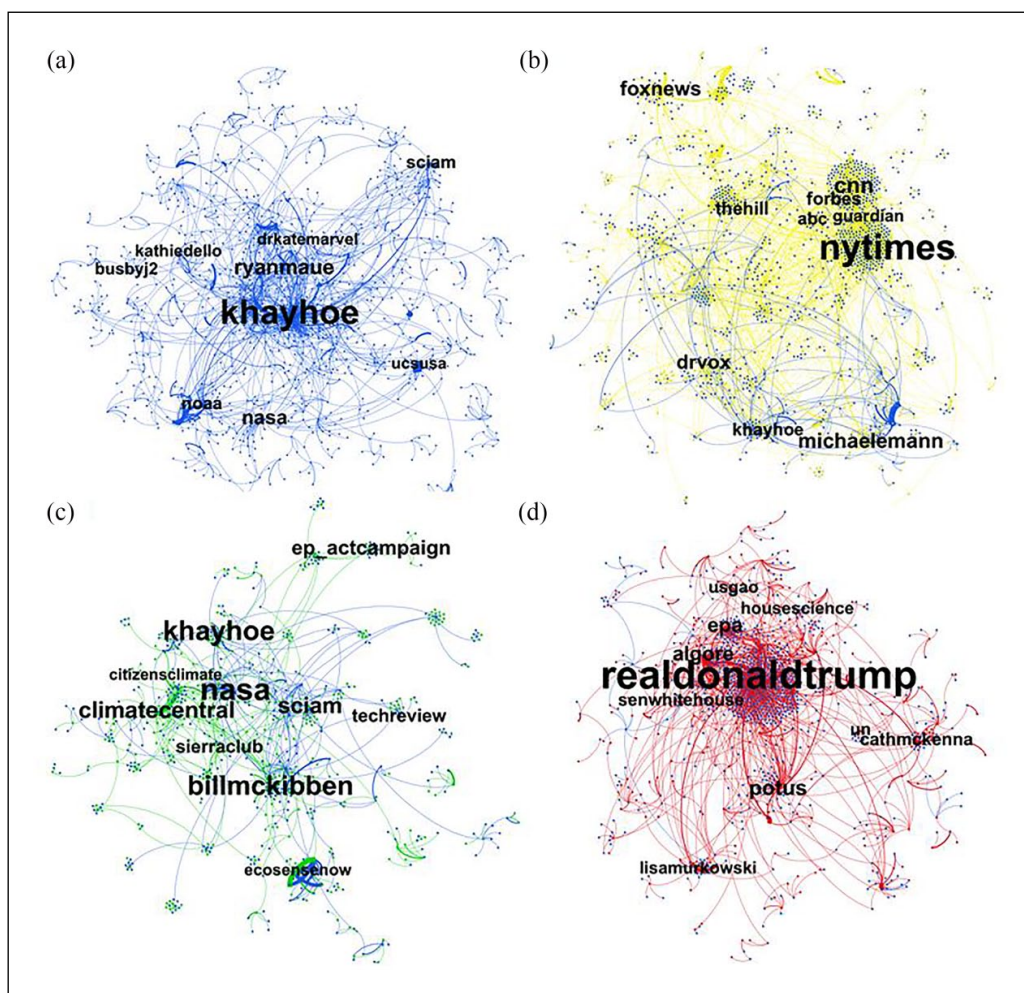 (a)
sciam
drkatemarvel
kathiedello
busbyj2
ryanmaue
khayhoe
ucsusa
noaa
nasa
(b)
foxnews
cnn
forbes
thehill
abc guardian
nytimes
drvox
khayhoe
michaelemann
(c)
ep_actcampaign
khayhoe
citizensclimate
nasa
climatecentral
sciam
techreview
sierraclub
billmckibben
ecosensenow
(d)
usgao
housescience
epa
algore
realdonaldtrump
senwhitehouse
un
cathmckenna
potus
lisamurkowski